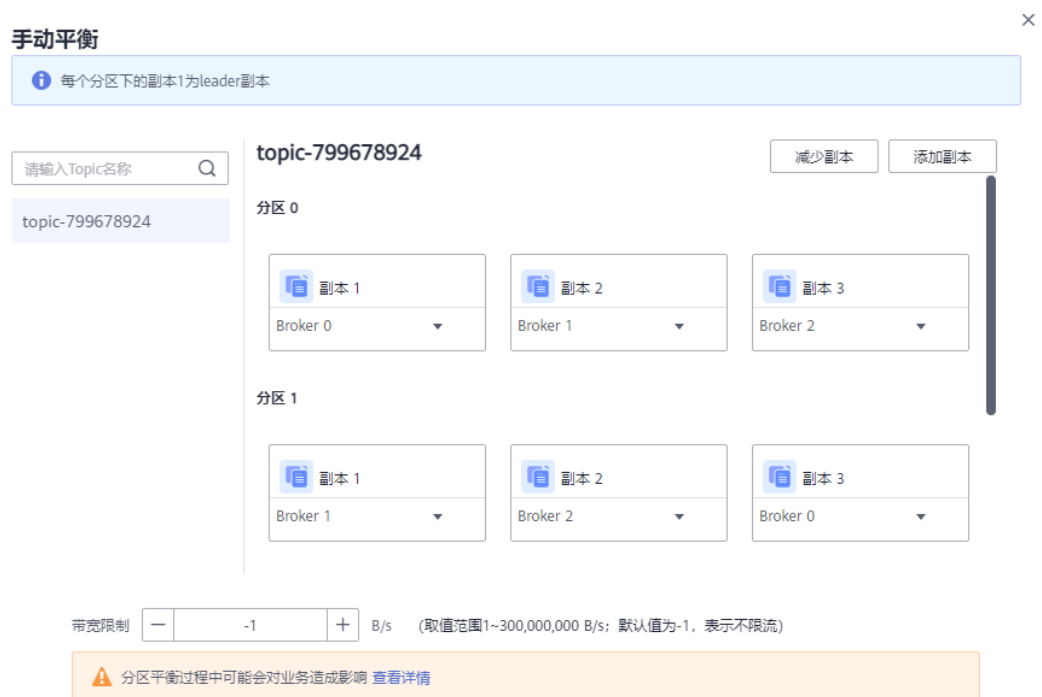 手动平衡
每个分区下的副本1为leader副本
请输入Topic名称
topic-799678924
topic-799678924
减少副本
添加副本
分区 0
副本 1
副本 2
副本 3
Broker 0
Broker 1
Broker 2
分区 1
副本 1
副本 2
副本 3
Broker 1
Broker 2
Broker 0
带宽限制 -1 B/s (取值范围1~300,000,000 B/s；默认值为-1，表示不限流)
分区平衡过程中可能会对业务造成影响 查看详情